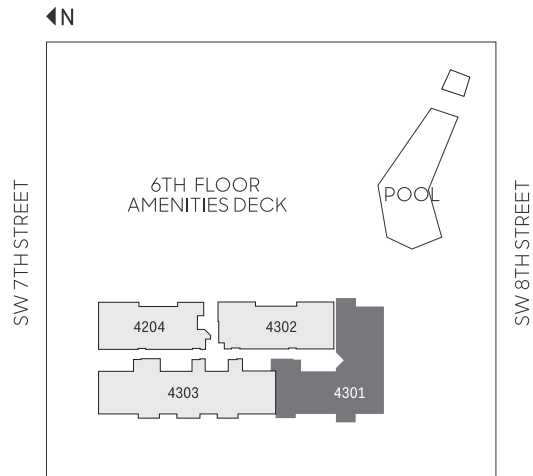 N
6TH FLOOR
AMENITIES DECK
POOL
SW 7TH STREET
SW 8TH STREET
4204
4302
4303
4301